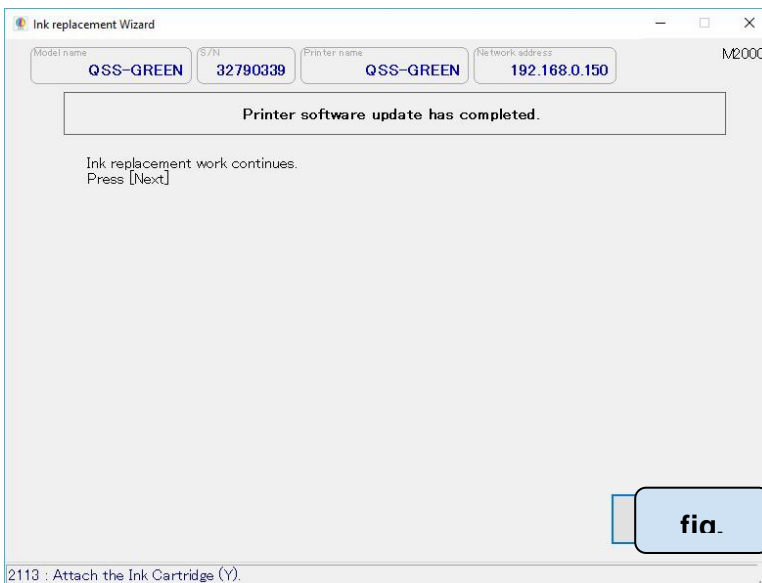 Ink replacement Wizard
Model name S/N Printer name Network address M2000
QSS-GREEN 32790339 QSS-GREEN 192.168.0.150
Printer software update has completed.
Ink replacement work continues.
Press [Next]
fig.
2113 : Attach the Ink Cartridge (Y).